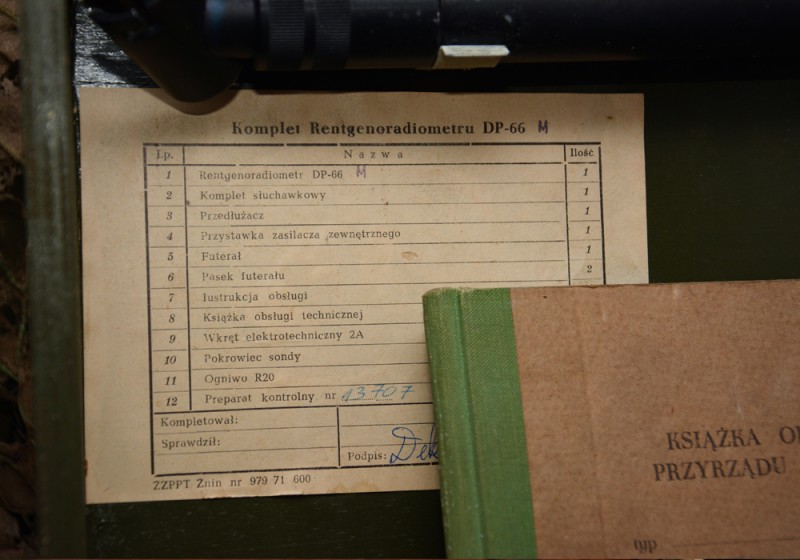 Komplet Rentgenoradiometru DP-66 M
Lp. Nazwa Ilość
1 Rentgenoradiometr DP-66 M 1
2 Komplet słuchawkowy 1
3 Przedłużacz 1
4 Przystawka zasilacza zewnętrznego 1
5 Futerał 1
6 Pasek futerału 2
7 Iustrukcja obsługi
8 Książka obsługi technicznej
9 Wkręt elektrotechniczny 2A
10 Pokrowiec sondy
11 Ogniwo R20
12 Preparat kontrolny nr 13707
Kompletował:
Sprawdził:
Podpis:
ZZPPT Żnin nr 979 71 600
KSIĄŻKA
PRZYRZĄDU
typ